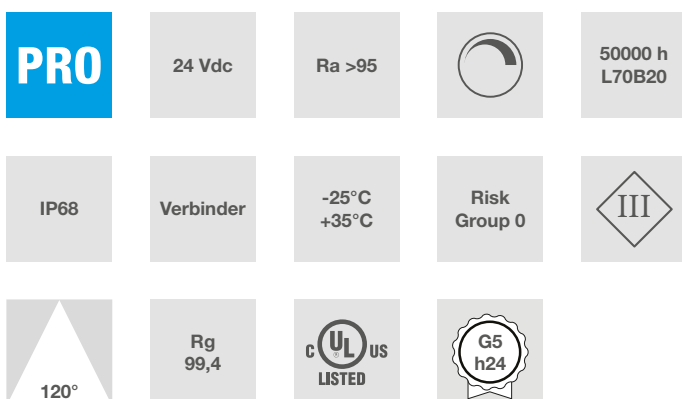 PRO
24 Vdc
Ra >95
50000 h
L70B20
IP68
Verbinder
-25°C
+35°C
Risk
Group 0
III
120°
Rg
99,4
C UL ® US
LISTED
G5
h24